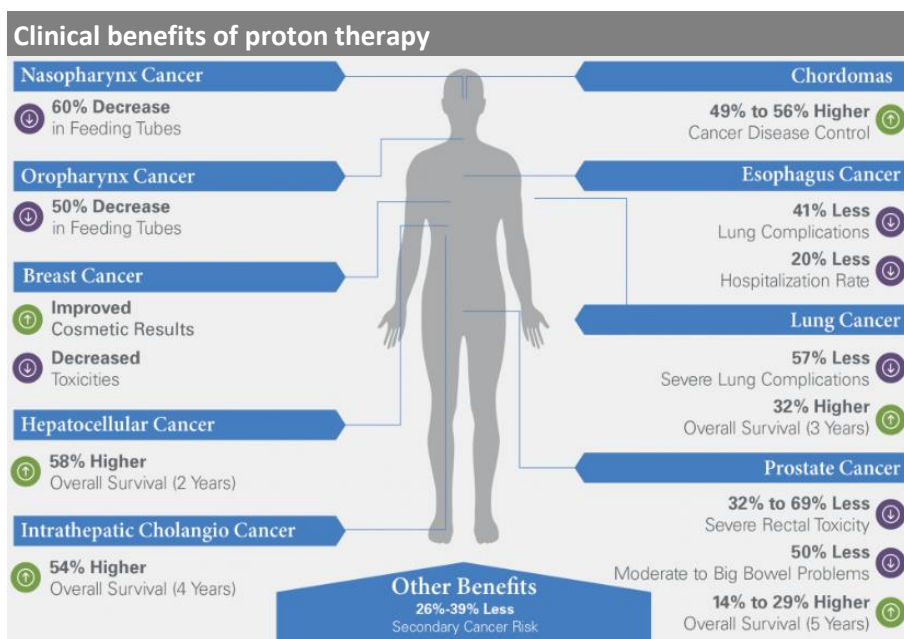 Clinical benefits of proton therapy
Nasopharynx Cancer
60% Decrease
in Feeding Tubes
Oropharynx Cancer
50% Decrease
in Feeding Tubes
Breast Cancer
Improved
Cosmetic Results
Decreased
Toxicities
Hepatocellular Cancer
58% Higher
Overall Survival (2 Years)
Intrathepatic Cholangio Cancer
54% Higher
Overall Survival (4 Years)
Chordomas
49% to 56% Higher
Cancer Disease Control
Esophagus Cancer
41% Less
Lung Complications
20% Less
Hospitalization Rate
Lung Cancer
57% Less
Severe Lung Complications
32% Higher
Overall Survival (3 Years)
Prostate Cancer
32% to 69% Less
Severe Rectal Toxicity
50% Less
Moderate to Big Bowel Problems
14% to 29% Higher
Overall Survival (5 Years)
Other Benefits
26%-39% Less
Secondary Cancer Risk